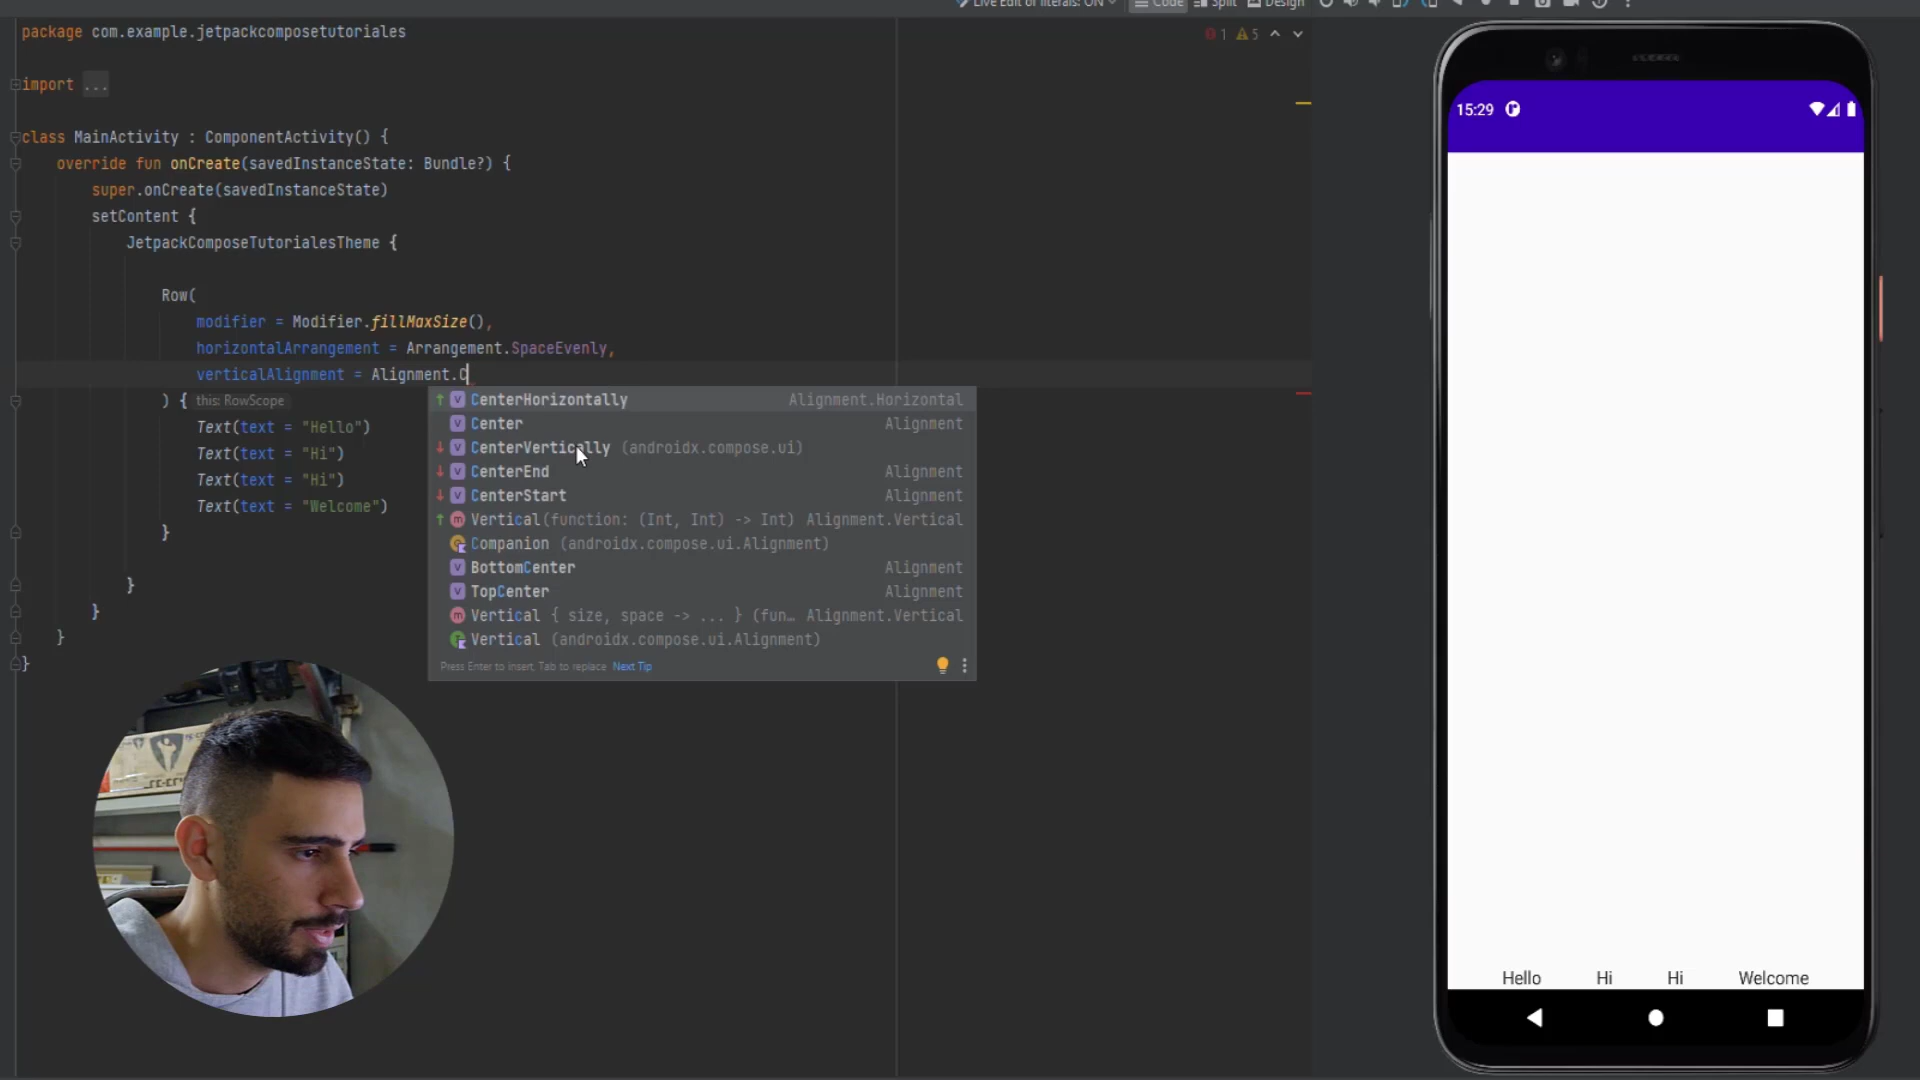 Live Edit of literals: ON
Code
Split
Design
package com.example.jetpackcomposetutoriales
1
5
import ...
class MainActivity : ComponentActivity() {
override fun onCreate(savedInstanceState: Bundle?) {
super.onCreate(savedInstanceState)
setContent {
JetpackComposeTutorialesTheme {
Row(
modifier = Modifier.fillMaxSize(),
horizontalArrangement = Arrangement.SpaceEvenly,
verticalAlignment = Alignment.C
) { this: RowScope
Text(text = "Hello")
Text(text = "Hi")
Text(text = "Hi")
Text(text = "Welcome")
}
}
}
}
}
CenterHorizontally Alignment.Horizontal
Center Alignment
CenterVertically (androidx.compose.ui)
CenterEnd Alignment
CenterStart Alignment
Vertical(function: (Int, Int) -> Int) Alignment.Vertical
Companion (androidx.compose.ui.Alignment)
BottomCenter Alignment
TopCenter Alignment
Vertical { size, space -> ... } (fun... Alignment.Vertical
Vertical (androidx.compose.ui.Alignment)
Press Enter to insert, Tab to replace Next Tip
15:29
Hello Hi Hi Welcome